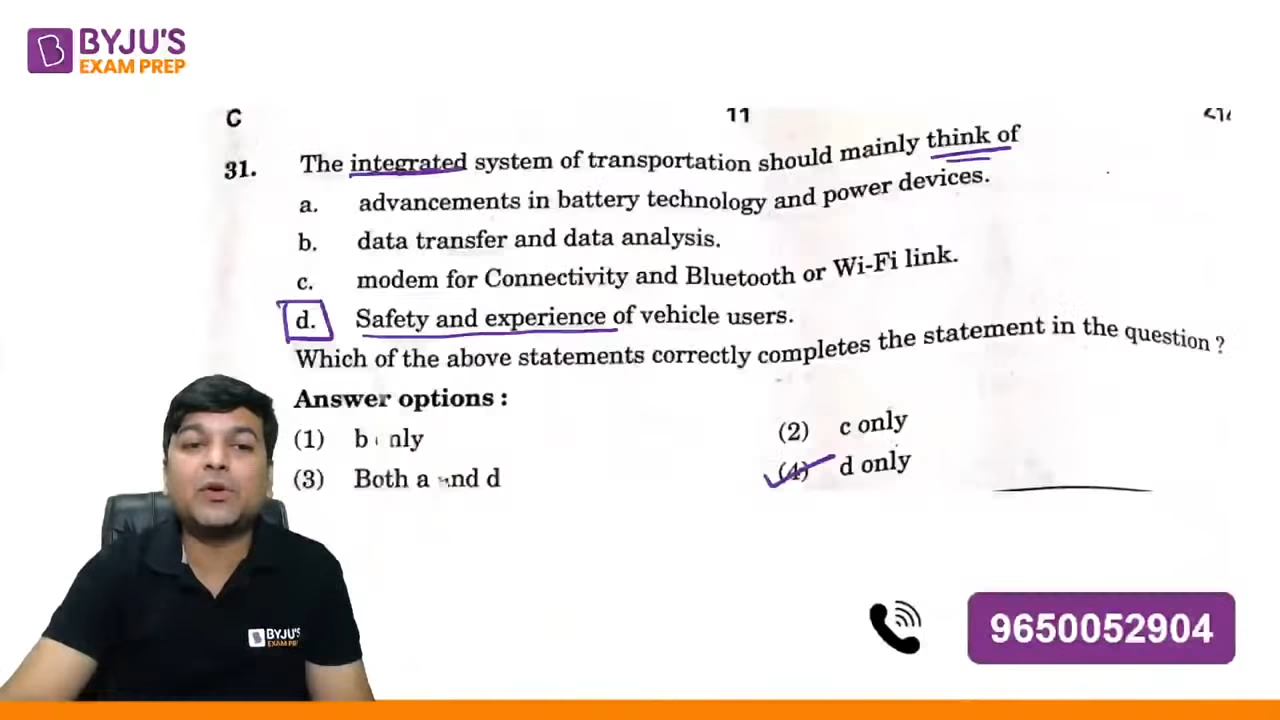 BYJU'S
EXAM PREP
C 11
31. The integrated system of transportation should mainly think of
a. advancements in battery technology and power devices.
b. data transfer and data analysis.
c. modem for Connectivity and Bluetooth or Wi-Fi link.
d. Safety and experience of vehicle users.
Which of the above statements correctly completes the statement in the question ?
Answer options :
(1) b nly (2) c only
(3) Both a and d (4) d only
BYJU'S
EXAM PREP
9650052904